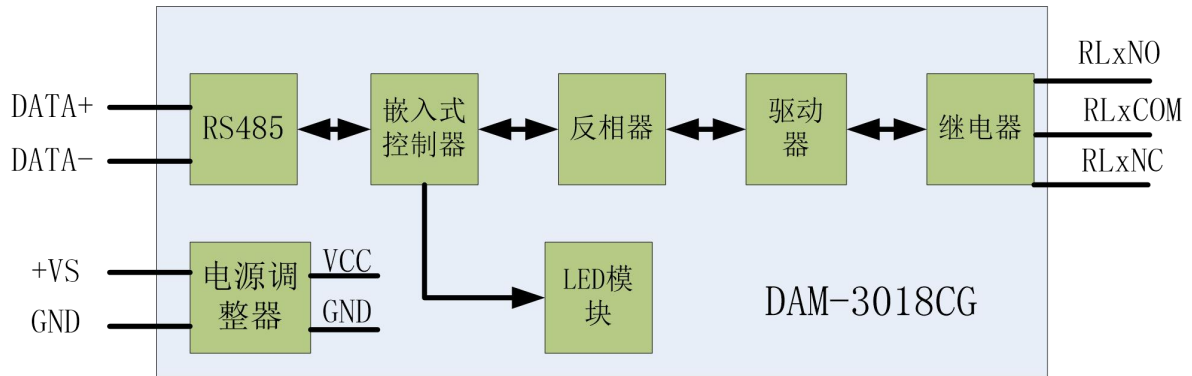 RLxNO
DATA+
RS485
嵌入式
控制器
反相器
驱动
器
继电器
RLxCOM
DATA-
RLxNC
+VS
电源调
整器
VCC
LED模
块
DAM-3018CG
GND
GND